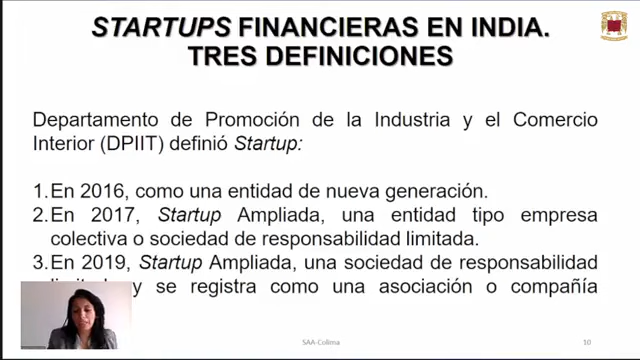 STARTUPS FINANCIERAS EN INDIA.
TRES DEFINICIONES
Departamento de Promoción de la Industria y el Comercio
Interior (DPIIT) definió Startup:
1. En 2016, como una entidad de nueva generación.
2. En 2017, Startup Ampliada, una entidad tipo empresa
colectiva o sociedad de responsabilidad limitada.
3. En 2019, Startup Ampliada, una sociedad de responsabilidad
y se registra como una asociación o compañía
SAA-Colima
10